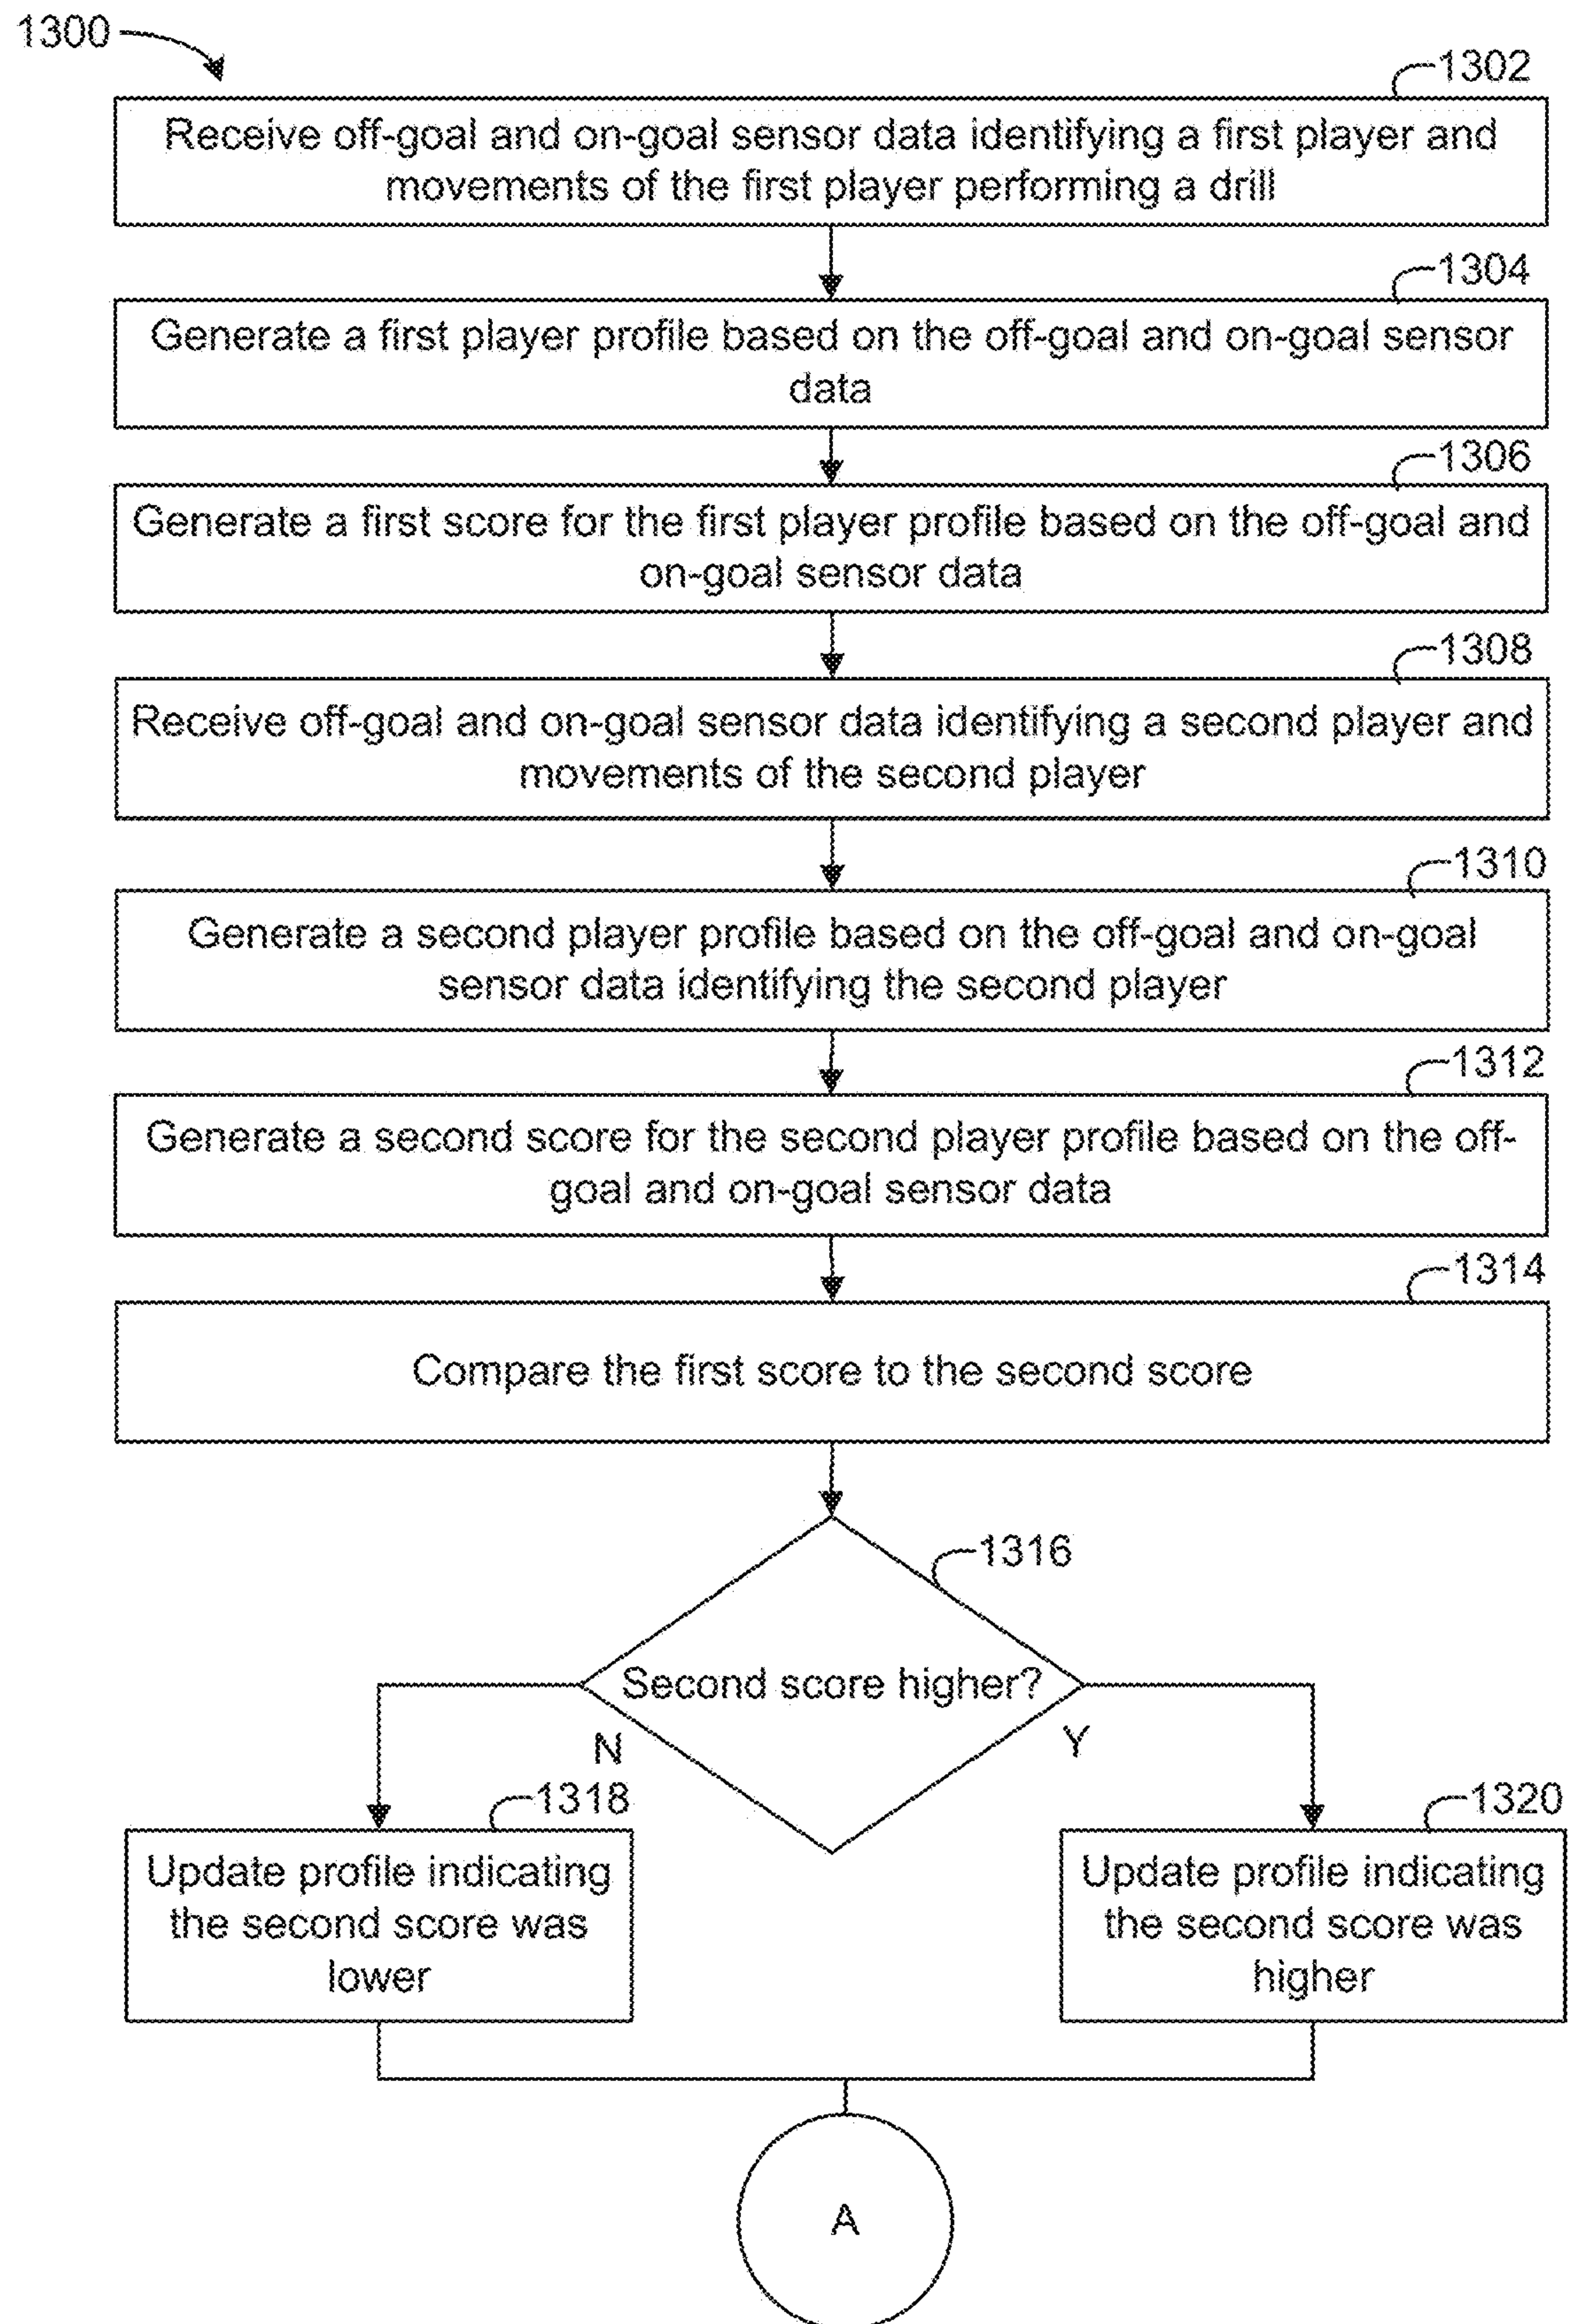 1300
1302
Receive off-goal and on-goal sensor data identifying a first player and
movements of the first player performing a drill
1304
Generate a first player profile based on the off-goal and on-goal sensor
data
1306
Generate a first score for the first player profile based on the off-goal and
on-goal sensor data
1308
Receive off-goal and on-goal sensor data identifying a second player and
movements of the second player
1310
Generate a second player profile based on the off-goal and on-goal
sensor data identifying the second player
1312
Generate a second score for the second player profile based on the off-
goal and on-goal sensor data
1314
Compare the first score to the second score
1316
Second score higher?
N
Y
1318
Update profile indicating
the second score was
lower
1320
Update profile indicating
the second score was
higher
A